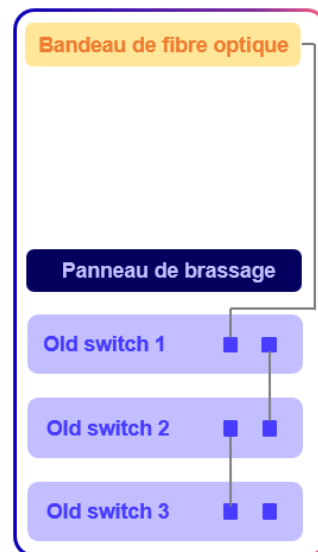 Bandeau de fibre optique
Panneau de brassage
Old switch 1
Old switch 2
Old switch 3